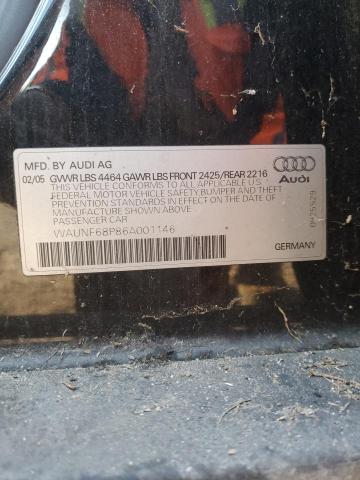 MFD. BY AUDI AG
02/05 GVWR LBS 4464 GAWR LBS FRONT 2425/REAR 2216
THIS VEHICLE CONFORMS TO ALL APPLICABLE U.S.
FEDERAL MOTOR VEHICLE SAFETY, BUMPER AND THEFT
PREVENTION STANDARDS IN EFFECT ON THE DATE OF
MANUFACTURE SHOWN ABOVE
PASSENGER CAR
WAUNF68P86A001146
Audi
GERMANY